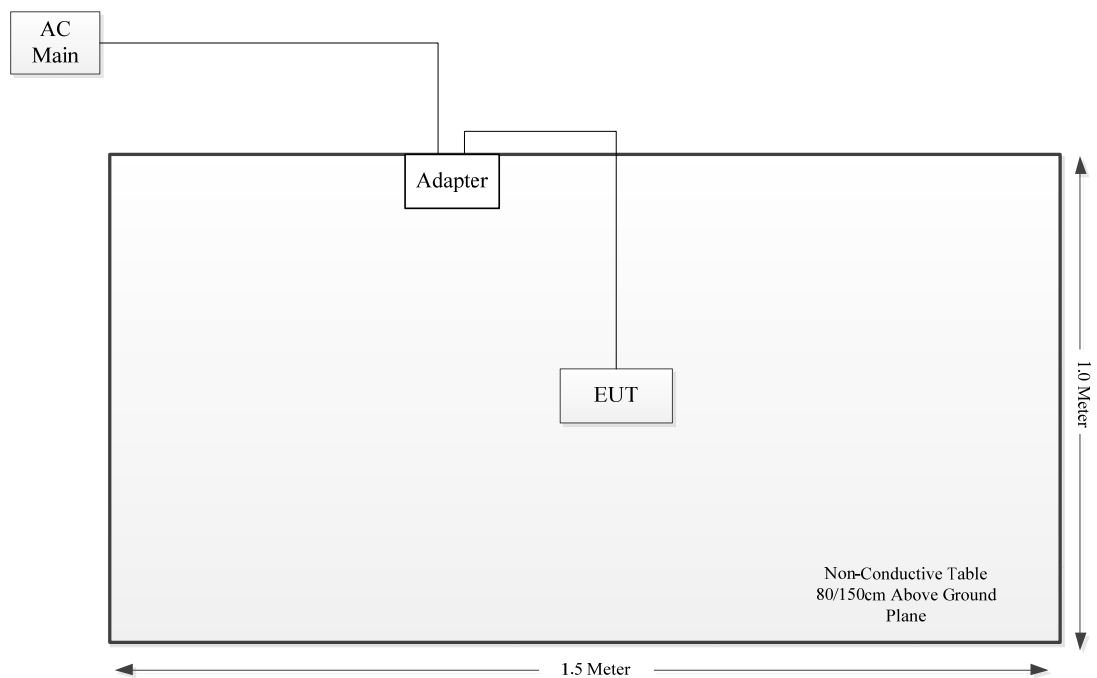 AC
Main
Adapter
EUT
1.0 Meter
Non-Conductive Table
80/150cm Above Ground
Plane
1.5 Meter